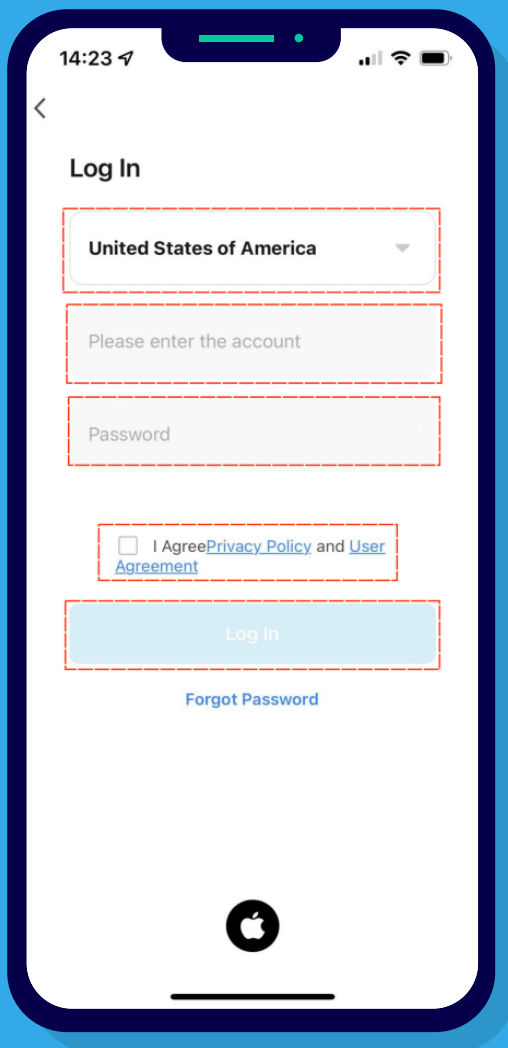 14:23
Log In
United States of America
Please enter the account
Password
I AgreePrivacy Policy and User
Agreement
Log In
Forgot Password